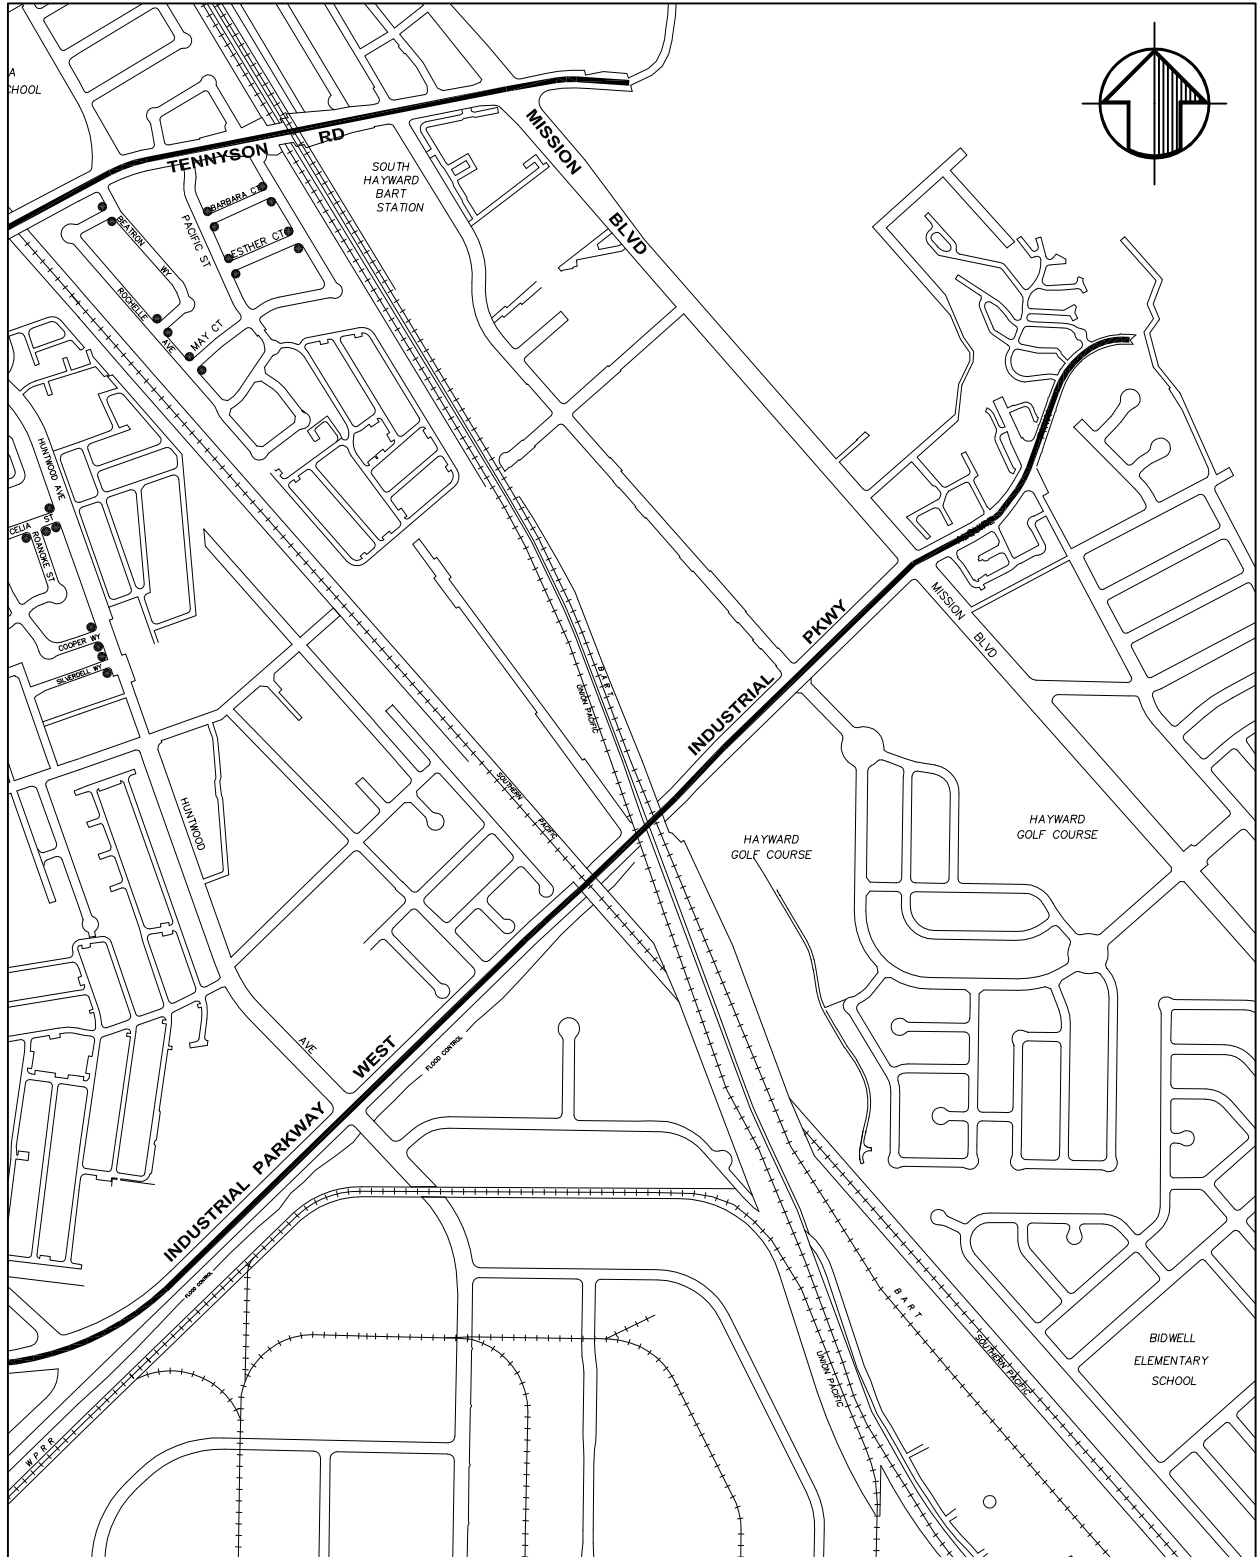 A
CHOOL
TENNYSON RD
MISSION BLVD
SOUTH
HAYWARD
BART
STATION
BARBARA CT
PACIFIC ST
ESTHER CT
BEATRON WY
ROCHELLE AVE
MAY CT
HUNTWOOD AVE
CELIA ST
ROANOKE ST
COOPER WY
SILVERDELL WY
MISSION BLVD
INDUSTRIAL PKWY
BART
UNION PACIFIC
SOUTHERN PACIFIC
HUNTWOOD
AVE
HAYWARD
GOLF COURSE
HAYWARD
GOLF COURSE
INDUSTRIAL PARKWAY WEST
FLOOD CONTROL
FLOOD CONTROL
BART
SOUTHERN PACIFIC
UNION PACIFIC
BIDWELL
ELEMENTARY
SCHOOL
WPRR